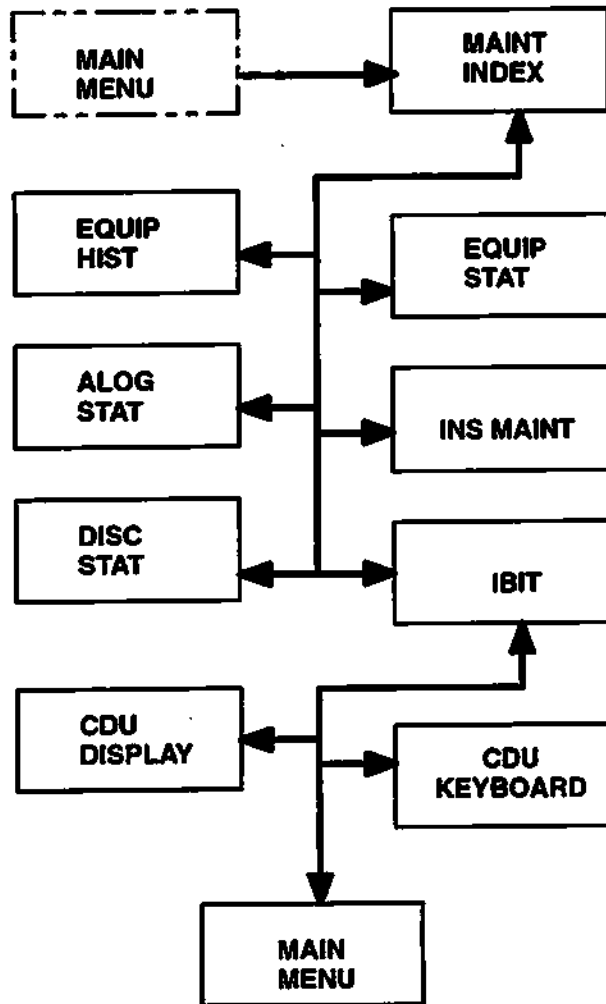 MAIN
MENU
MAINT
INDEX
EQUIP
HIST
EQUIP
STAT
ALOG
STAT
INS MAINT
DISC
STAT
IBIT
CDU
DISPLAY
CDU
KEYBOARD
MAIN
MENU